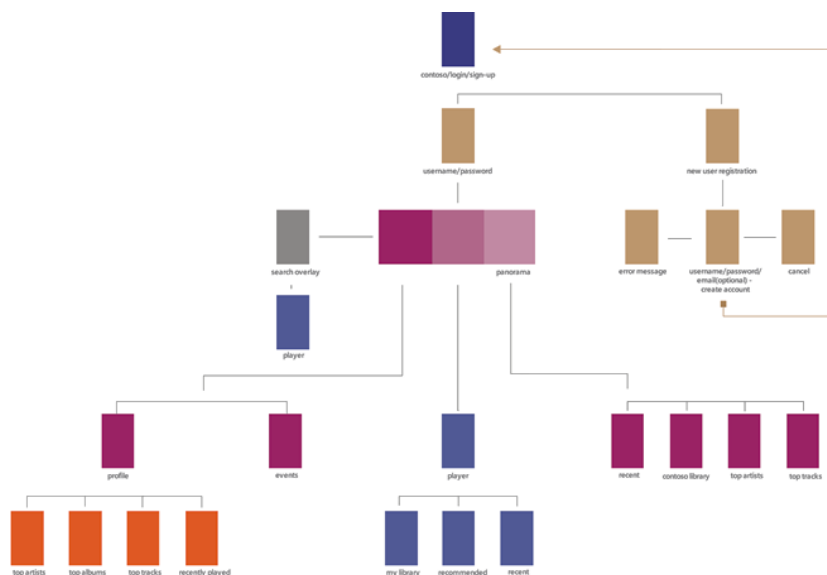 contoso/login/sign-up
username/password
new user registration
search overlay
panorama
error message
username/password/
email(optional) -
create account
cancel
player
profile
events
player
recent
contoso library
top artists
top tracks
top artists
top albums
top tracks
recently played
my library
recommended
recent